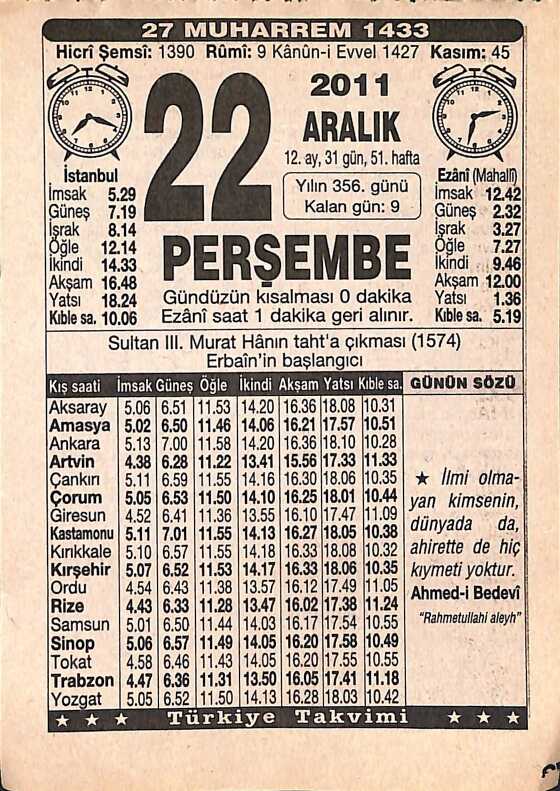 27 MUHARREM 1433
Hicrî Şemsî: 1390 Rûmî: 9 Kânûn-i Evvel 1427 Kasım: 45
22
2011
ARALIK
12. ay, 31 gün, 51. hafta
Yılın 356. günü
Kalan gün: 9
PERŞEMBE
Gündüzün kısalması 0 dakika
Ezânî saat 1 dakika geri alınır.
İstanbul
İmsak 5.29
Güneş 7.19
İşrak 8.14
Öğle 12.14
İkindi 14.33
Akşam 16.48
Yatsı 18.24
Kıble sa. 10.06
Ezânî (Mahallî)
İmsak 12.42
Güneş 2.32
İşrak 3.27
Öğle 7.27
İkindi 9.46
Akşam 12.00
Yatsı 1.36
Kıble sa. 5.19
Sultan III. Murat Hânın taht'a çıkması (1574)
Erbaîn'in başlangıcı
Kış saati İmsak Güneş Öğle İkindi Akşam Yatsı Kıble sa.
Aksaray 5.06 6.51 11.53 14.20 16.36 18.08 10.31
Amasya 5.02 6.50 11.46 14.06 16.21 17.57 10.51
Ankara 5.13 7.00 11.58 14.20 16.36 18.10 10.28
Artvin 4.38 6.28 11.22 13.41 15.56 17.33 11.33
Çankırı 5.11 6.59 11.55 14.16 16.30 18.06 10.35
Çorum 5.05 6.53 11.50 14.10 16.25 18.01 10.44
Giresun 4.52 6.41 11.36 13.55 16.10 17.47 11.09
Kastamonu 5.11 7.01 11.55 14.13 16.27 18.05 10.38
Kırıkkale 5.10 6.57 11.55 14.18 16.33 18.08 10.32
Kırşehir 5.07 6.52 11.53 14.17 16.33 18.06 10.35
Ordu 4.54 6.43 11.38 13.57 16.12 17.49 11.05
Rize 4.43 6.33 11.28 13.47 16.02 17.38 11.24
Samsun 5.01 6.50 11.44 14.03 16.17 17.54 10.55
Sinop 5.06 6.57 11.49 14.05 16.20 17.58 10.49
Tokat 4.58 6.46 11.43 14.05 16.20 17.55 10.55
Trabzon 4.47 6.36 11.31 13.50 16.05 17.41 11.18
Yozgat 5.05 6.52 11.50 14.13 16.28 18.03 10.42
GÜNÜN SÖZÜ
★ İlmi olma-
yan kimsenin,
dünyada da,
ahirette de hiç
kıymeti yoktur.
Ahmed-i Bedevî
"Rahmetullahi aleyh"
★ ★ ★ Türkiye Takvimi ★ ★ ★